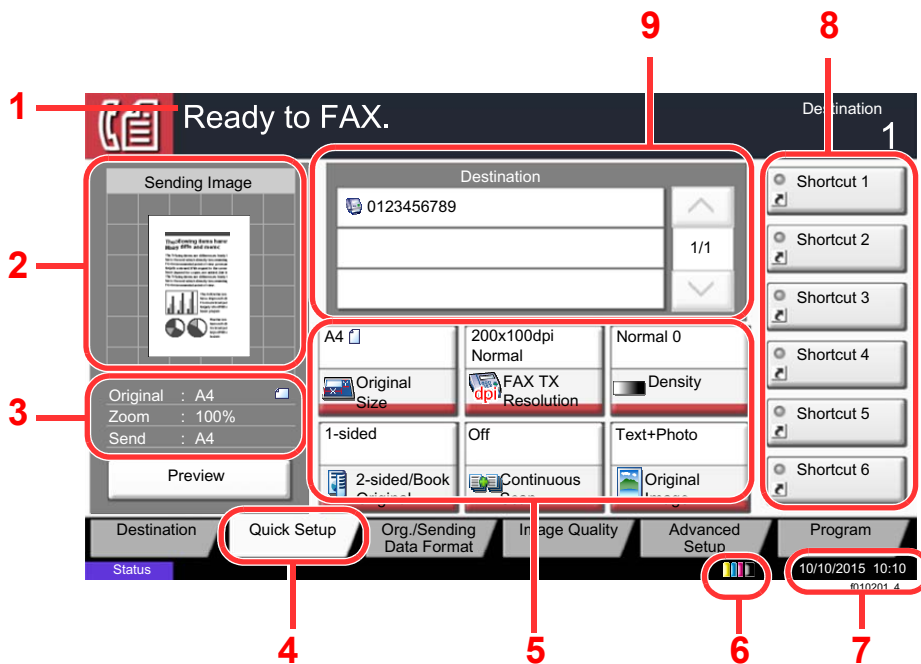 9
8
1
Ready to FAX.
Destination
1
Sending Image
Destination
0123456789
1/1
2
Shortcut 1
Shortcut 2
Shortcut 3
Shortcut 4
Shortcut 5
Shortcut 6
A4
200x100dpi
Normal
Normal 0
Original
Size
dpi
FAX TX
Resolution
Density
3
Original : A4
Zoom : 100%
Send : A4
1-sided
Off
Text+Photo
Preview
2-sided/Book
Original
Continuous
Scan
Original
Image
Destination
Quick Setup
Org./Sending
Data Format
Image Quality
Advanced
Setup
Program
Status
10/10/2015 10:10
f010201_4
4
5
6
7